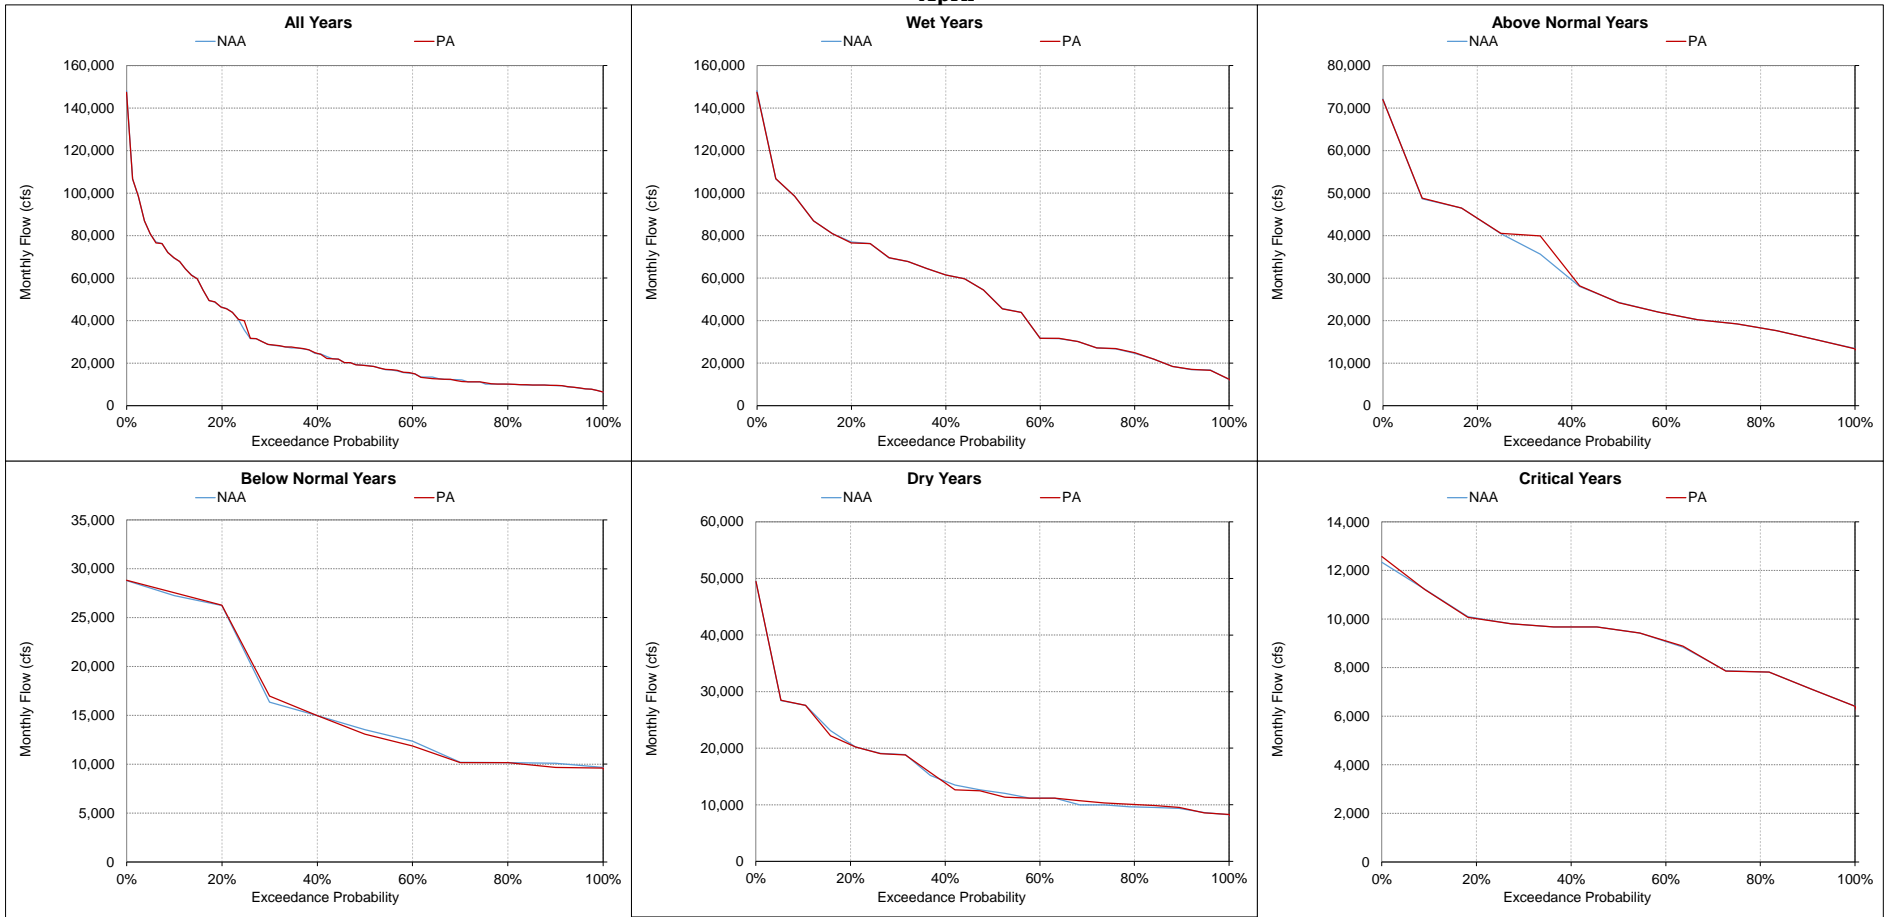 All Years
NAA PA
160,000
140,000
120,000
100,000
80,000
60,000
40,000
20,000
0
Monthly Flow (cfs)
0% 20% 40% 60% 80% 100%
Exceedance Probability
Wet Years
NAA PA
160,000
140,000
120,000
100,000
80,000
60,000
40,000
20,000
0
Monthly Flow (cfs)
0% 20% 40% 60% 80% 100%
Exceedance Probability
Above Normal Years
NAA PA
80,000
70,000
60,000
50,000
40,000
30,000
20,000
10,000
0
Monthly Flow (cfs)
0% 20% 40% 60% 80% 100%
Exceedance Probability
Below Normal Years
NAA PA
35,000
30,000
25,000
20,000
15,000
10,000
5,000
0
Monthly Flow (cfs)
0% 20% 40% 60% 80% 100%
Exceedance Probability
Dry Years
NAA PA
60,000
50,000
40,000
30,000
20,000
10,000
0
Monthly Flow (cfs)
0% 20% 40% 60% 80% 100%
Exceedance Probability
Critical Years
NAA PA
14,000
12,000
10,000
8,000
6,000
4,000
2,000
0
Monthly Flow (cfs)
0% 20% 40% 60% 80% 100%
Exceedance Probability